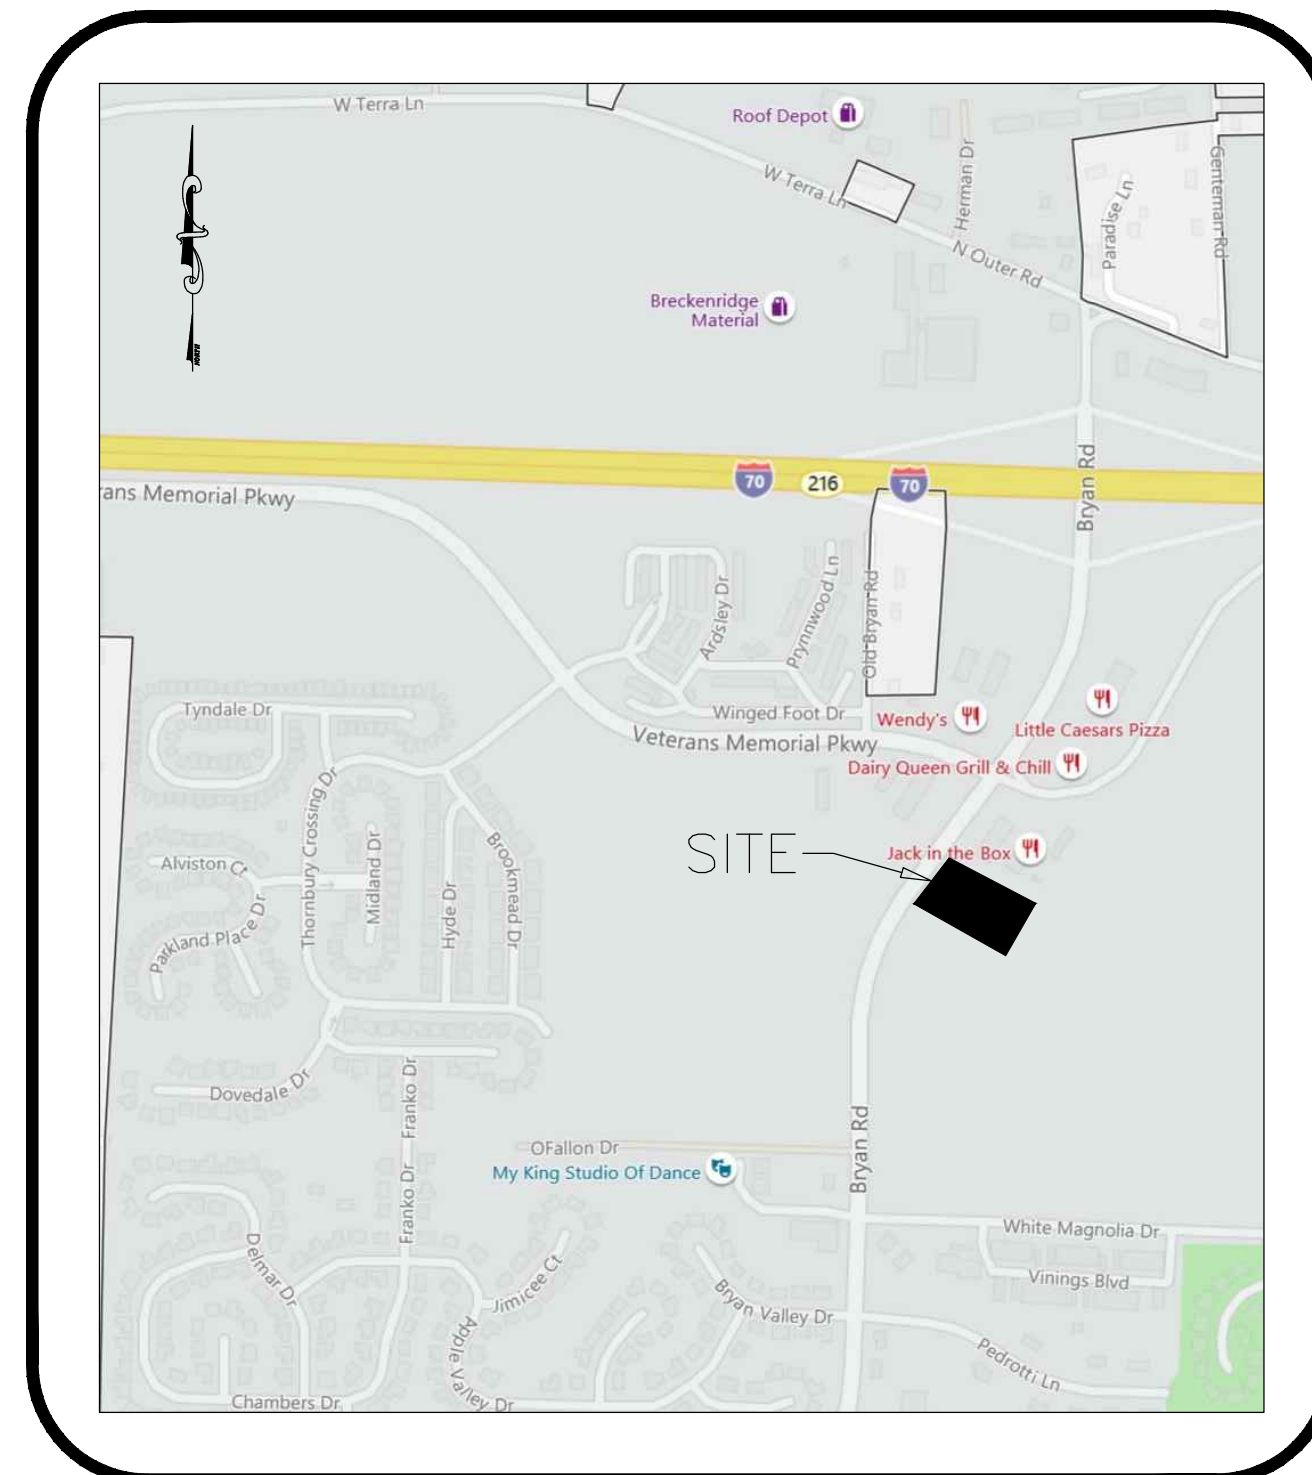 W Terra Ln
Roof Depot
W Terra Ln
Herman Dr
Genteman Rd
Paradise Ln
N Outer Rd
NORTH
Breckenridge
Material
Bryan Rd
70
216
70
rans Memorial Pkwy
Ardsley Dr
Prynnwood Ln
Old Bryan Rd
Tyndale Dr
Winged Foot Dr
Wendy's
Little Caesars Pizza
Veterans Memorial Pkwy
Dairy Queen Grill & Chill
Thornbury Crossing Dr
SITE
Jack in the Box
Alviston Ct
Midland Dr
Hyde Dr
Brookmead Dr
Parkland Place Dr
Dovedale Dr
Franko Dr
OFallon Dr
Bryan Rd
My King Studio Of Dance
Franko Dr
White Magnolia Dr
Delmar Dr
Jimicee Ct
Vinings Blvd
Bryan Valley Dr
Apple Valley Dr
Pedrotti Ln
Chambers Dr